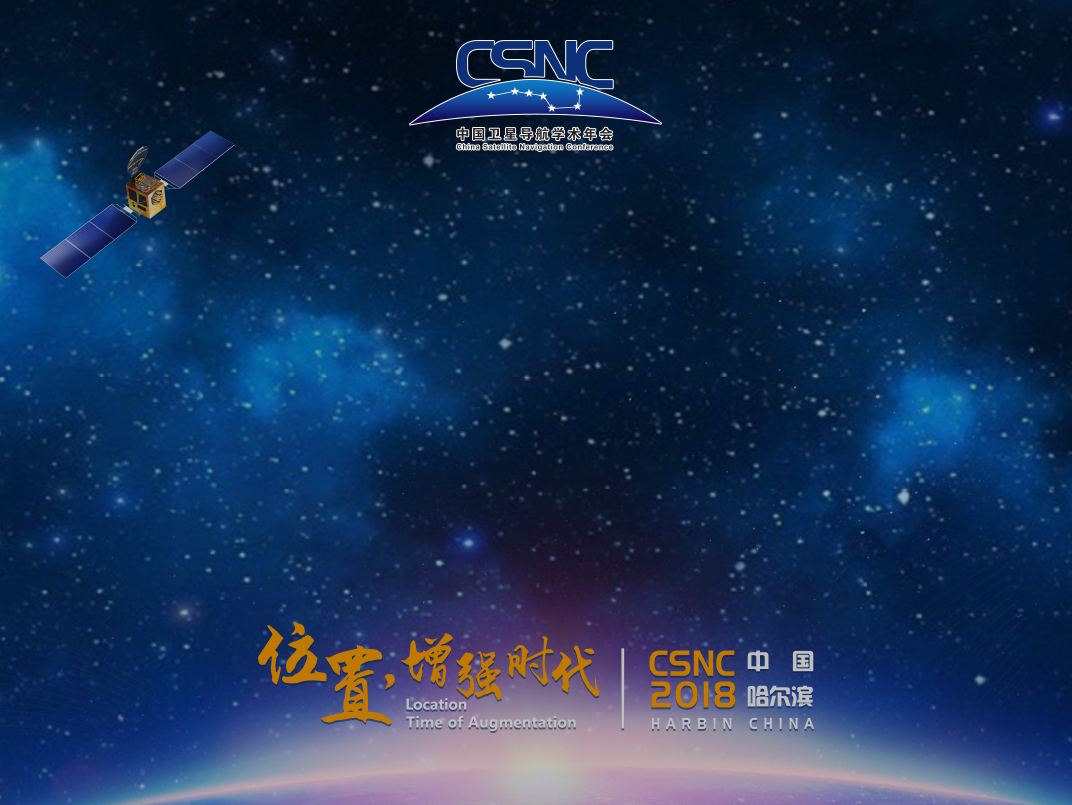 CSNC
中国卫星导航学术年会
China Satellite Navigation Conference
位置，增强时代
Location
Time of Augmentation
CSNC 中国
2018 哈尔滨
HARBIN CHINA